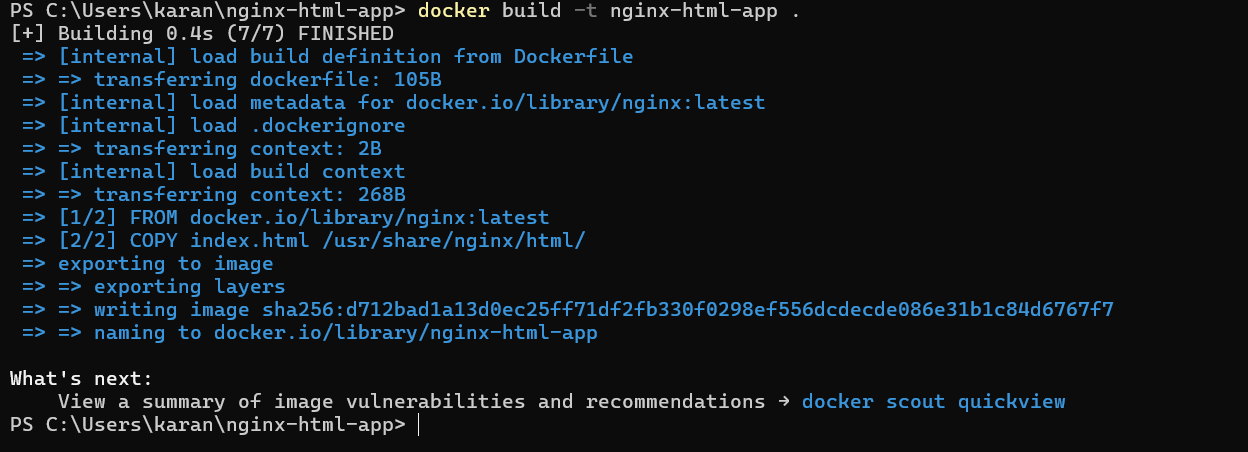 PS C:\Users\karan\nginx-html-app> docker build -t nginx-html-app .
[+] Building 0.4s (7/7) FINISHED
=> [internal] load build definition from Dockerfile
=> => transferring dockerfile: 105B
=> [internal] load metadata for docker.io/library/nginx:latest
=> [internal] load .dockerignore
=> => transferring context: 2B
=> [internal] load build context
=> => transferring context: 268B
=> [1/2] FROM docker.io/library/nginx:latest
=> [2/2] COPY index.html /usr/share/nginx/html/
=> exporting to image
=> => exporting layers
=> => writing image sha256:d712bad1a13d0ec25ff71df2fb330f0298ef556dcdecde086e31b1c84d6767f7
=> => naming to docker.io/library/nginx-html-app
What's next:
View a summary of image vulnerabilities and recommendations → docker scout quickview
PS C:\Users\karan\nginx-html-app>